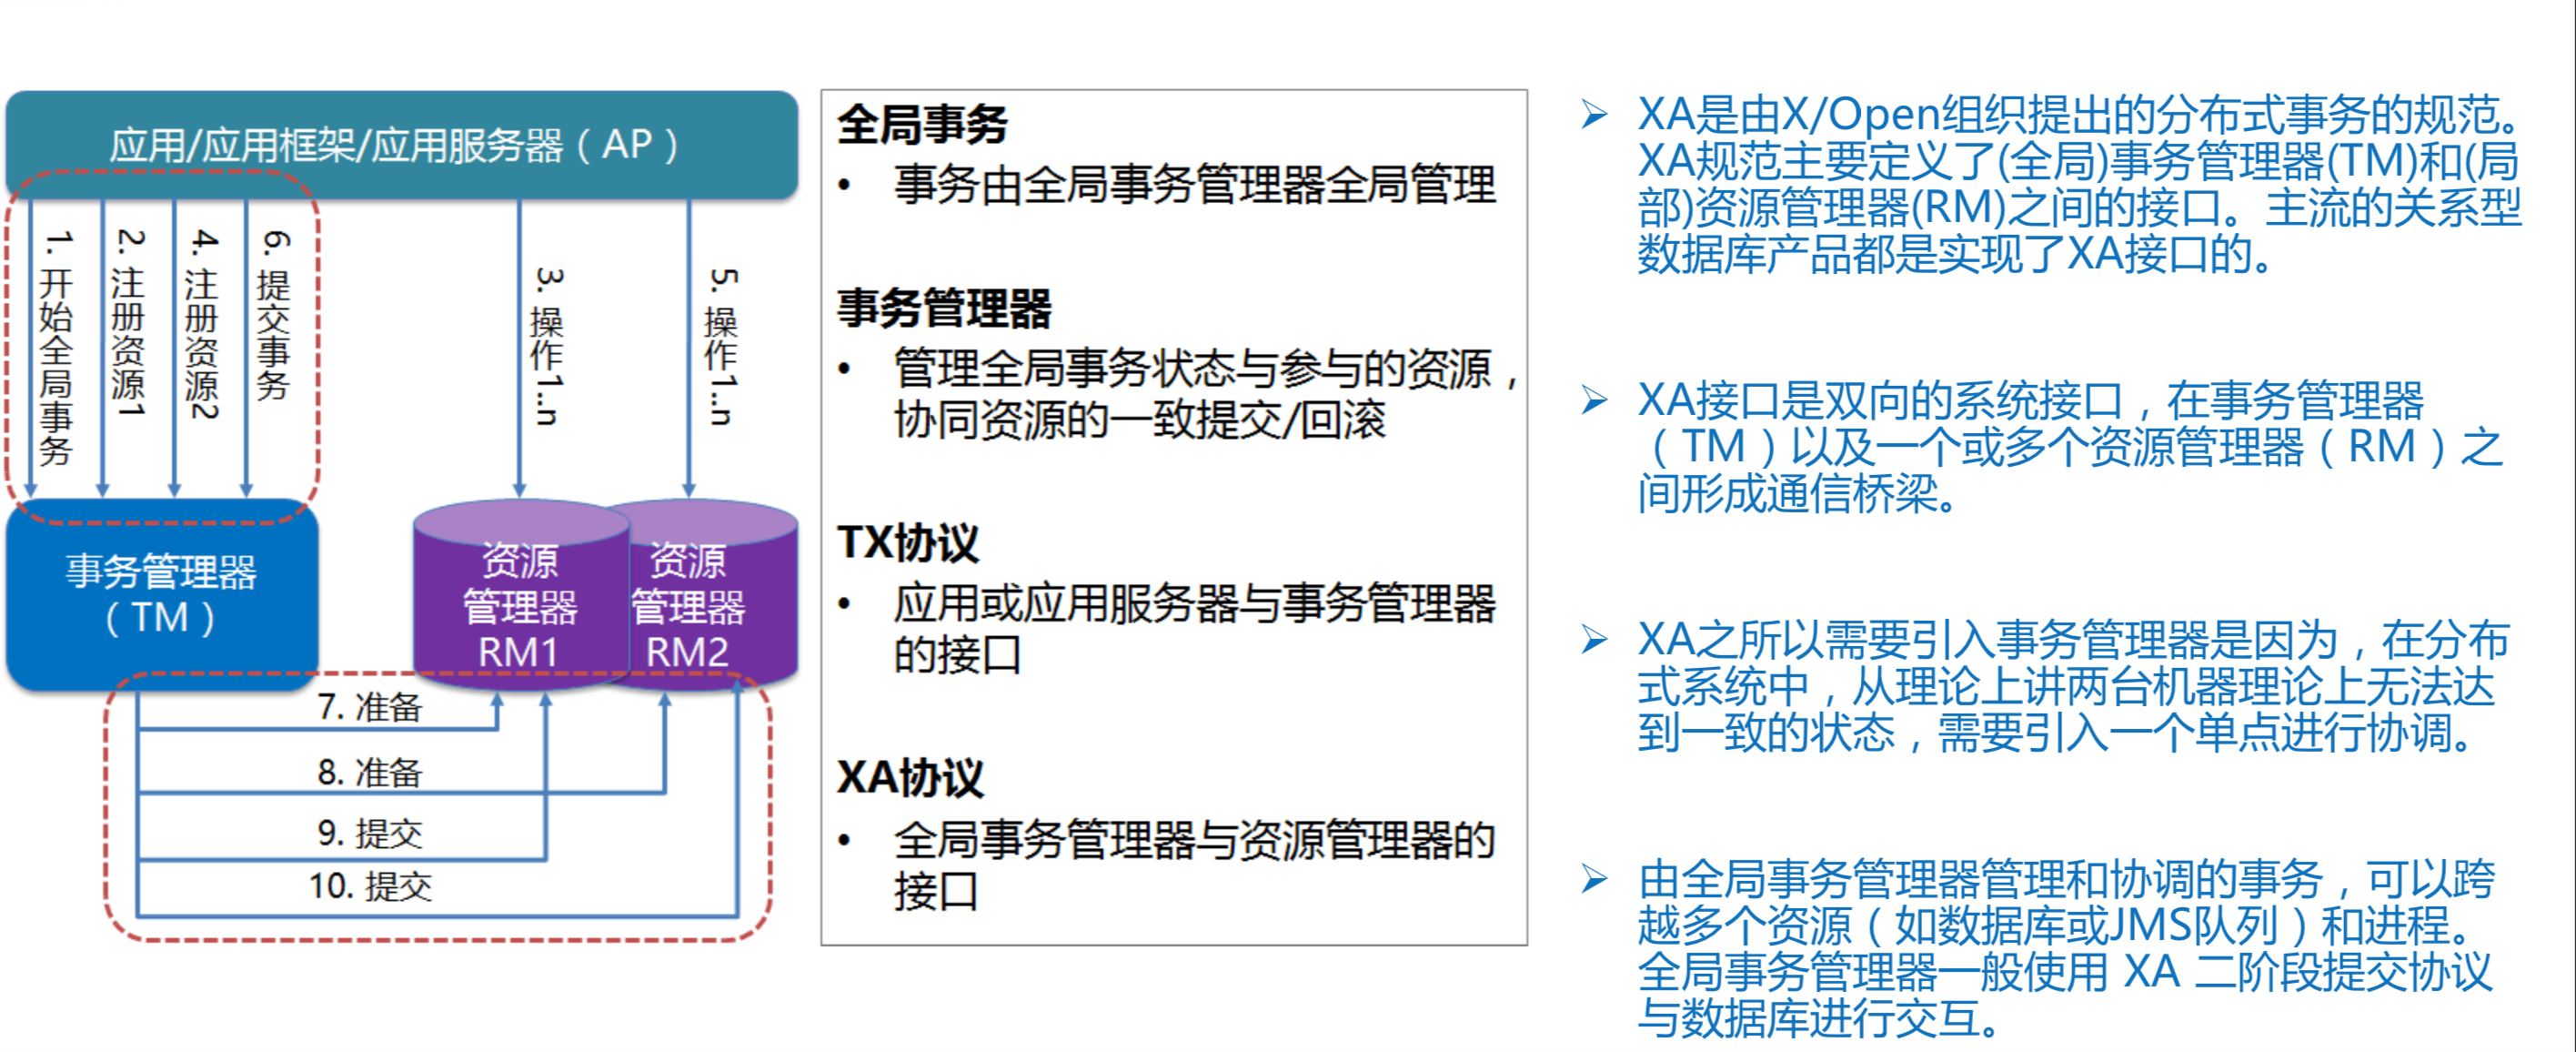 应用/应用框架/应用服务器（AP）
1. 开始全局事务
2. 注册资源1
4. 注册资源2
6. 提交事务
3. 操作1..n
5. 操作1..n
事务管理器
（TM）
资源
管理器
RM1
资源
管理器
RM2
7. 准备
8. 准备
9. 提交
10. 提交
全局事务
• 事务由全局事务管理器全局管理
事务管理器
• 管理全局事务状态与参与的资源，
协同资源的一致提交/回滚
TX协议
• 应用或应用服务器与事务管理器
的接口
XA协议
• 全局事务管理器与资源管理器的
接口
➢ XA是由X/Open组织提出的分布式事务的规范。
XA规范主要定义了(全局)事务管理器(TM)和(局
部)资源管理器(RM)之间的接口。主流的关系型
数据库产品都是实现了XA接口的。
➢ XA接口是双向的系统接口，在事务管理器
（TM）以及一个或多个资源管理器（RM）之
间形成通信桥梁。
➢ XA之所以需要引入事务管理器是因为，在分布
式系统中，从理论上讲两台机器理论上无法达
到一致的状态，需要引入一个单点进行协调。
➢ 由全局事务管理器管理和协调的事务，可以跨
越多个资源（如数据库或JMS队列）和进程。
全局事务管理器一般使用 XA 二阶段提交协议
与数据库进行交互。